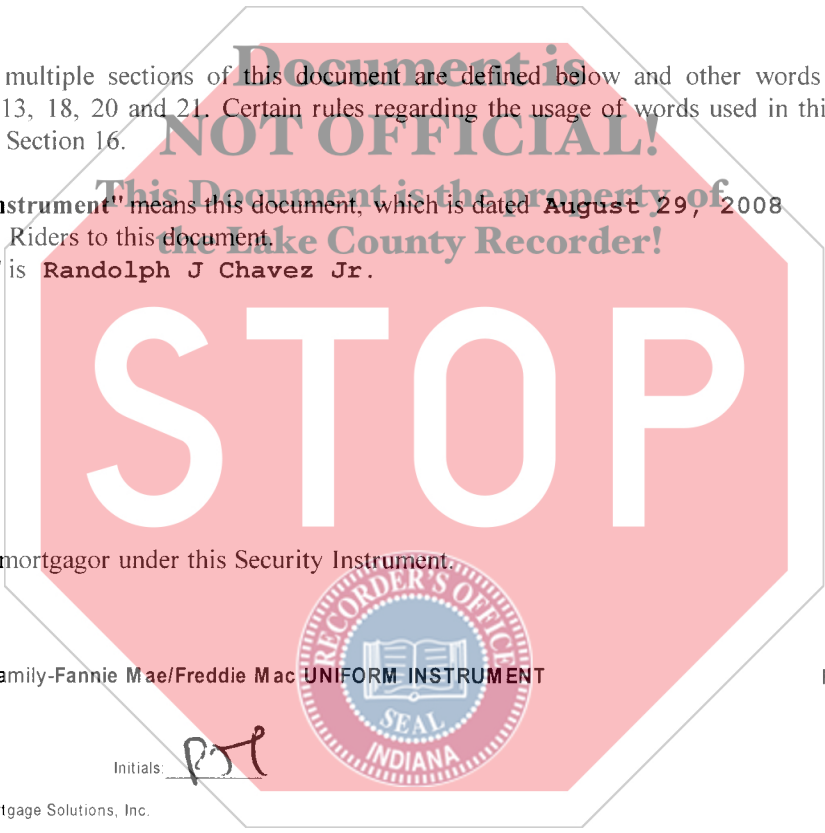 Document is
multiple sections of this document are defined below and other words
13, 18, 20 and 21. Certain rules regarding the usage of words used in thi
NOT OFFICIAL!
Section 16.
This Document is the property of
nstrument" means this document, which is dated August 29, 2008
Riders to this document.
the Lake County Recorder!
is Randolph J Chavez Jr.
STOP
mortgagor under this Security Instrument.
RECORDER'S OFFICE
amily-Fannie Mae/Freddie Mac UNIFORM INSTRUMENT
SEAL
INDIANA
Initials:
tgage Solutions, Inc.